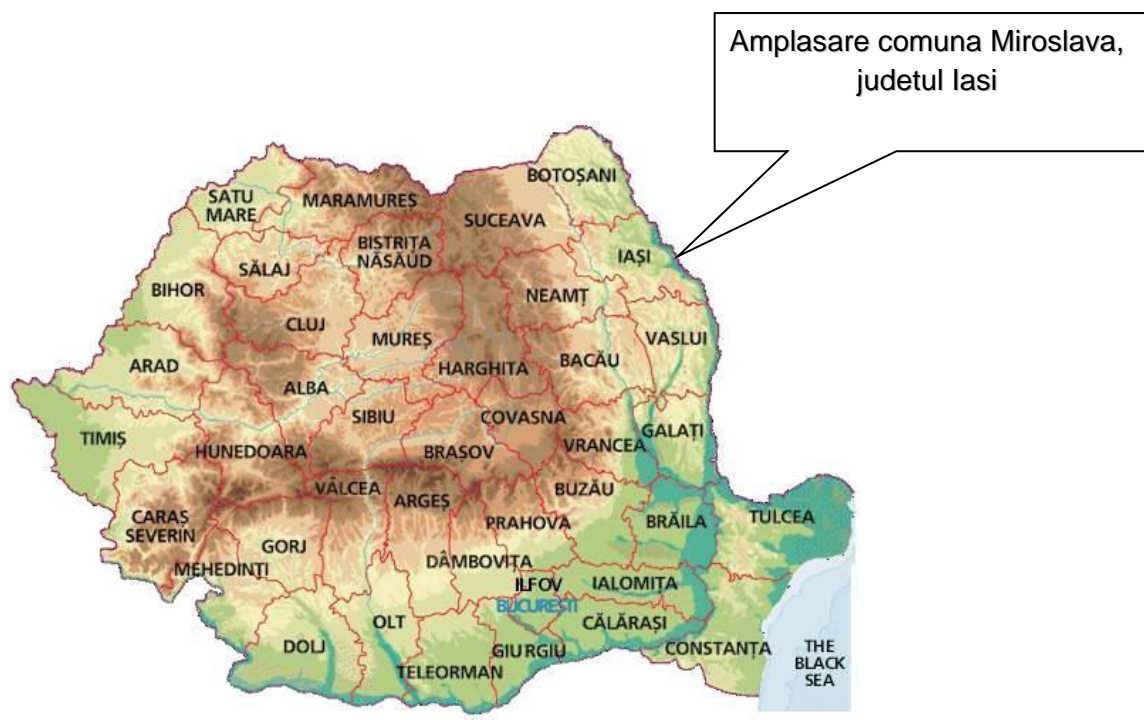 Amplasare comuna Miroslava,
judetul Iasi
BOTOȘANI
SATU
MARE
MARAMUREȘ
SUCEAVA
BISTRIȚA
NĂSĂUD
IAȘI
SĂLAJ
BIHOR
NEAMȚ
CLUJ
MUREȘ
VASLUI
BACĂU
ARAD
HARGHITA
ALBA
SIBIU
COVASNA
TIMIȘ
HUNEDOARA
BRAȘOV
VRANCEA
GALAȚI
VÂLCEA
ARGEȘ
BUZĂU
CARAȘ
SEVERIN
PRAHOVA
BRĂILA
TULCEA
GORJ
MEHEDINȚI
DÂMBOVIȚA
ILFOV
IALOMIȚA
BUCUREȘTI
OLT
CĂLĂRAȘI
DOLJ
GIURGIU
CONSTANȚA
TELEORMAN
THE
BLACK
SEA